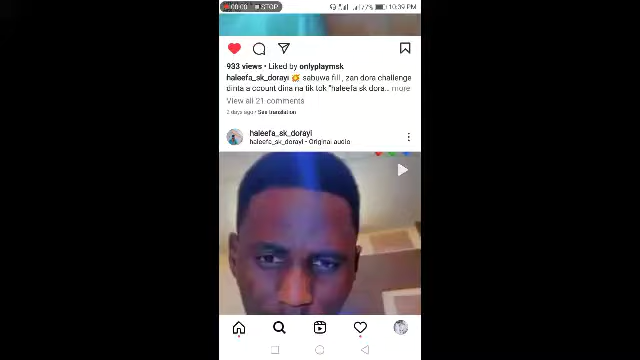 00:00 STOP 77% 10:39 PM
933 views • Liked by onlyplaymsk
haleefa_sk_dorayi 💥 sabuwa fill , zan dora challenge
dinta a ccount dina na tik tok "haleefa sk dora... more
View all 21 comments
2 days ago • See translation
haleefa_sk_dorayi
haleefa_sk_dorayi • Original audio